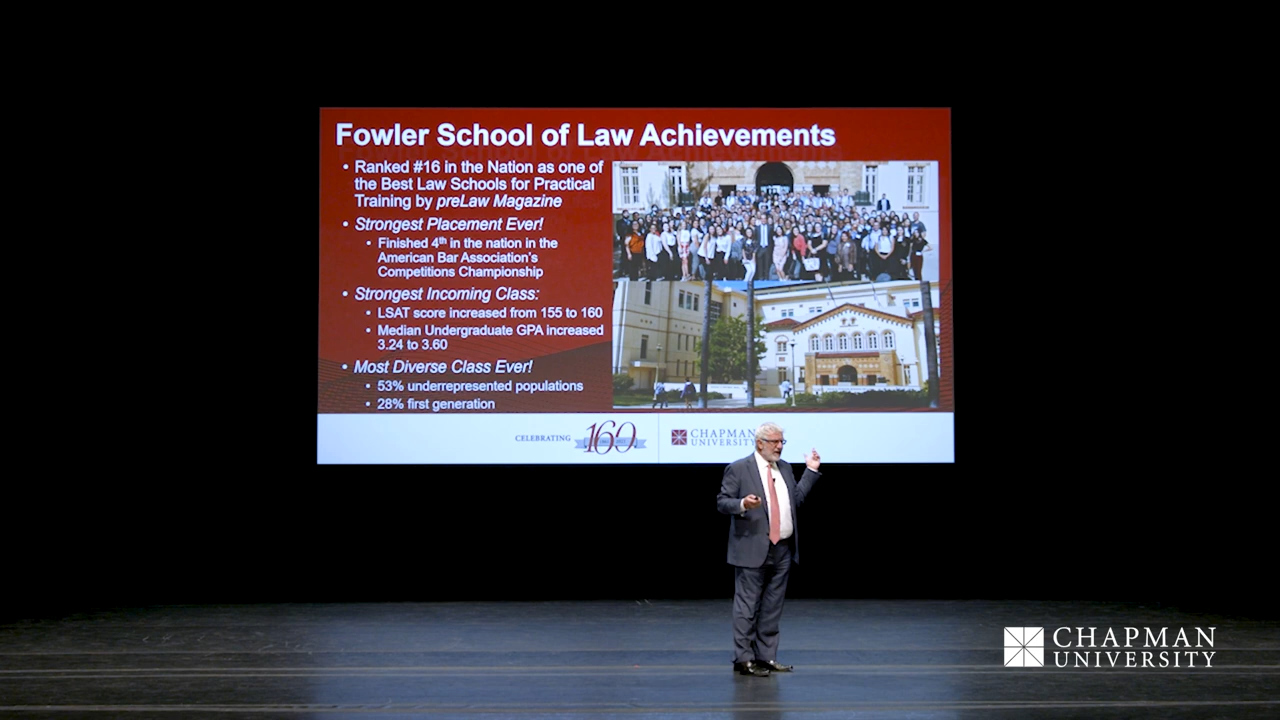 Fowler School of Law Achievements
• Ranked #16 in the Nation as one of
the Best Law Schools for Practical
Training by preLaw Magazine
• Strongest Placement Ever!
• Finished 4th in the nation in the
American Bar Association's
Competitions Championship
• Strongest Incoming Class:
• LSAT score increased from 155 to 160
• Median Undergraduate GPA increased
3.24 to 3.60
• Most Diverse Class Ever!
• 53% underrepresented populations
• 28% first generation
CELEBRATING 160
CHAPMAN
UNIVERSITY
CHAPMAN
UNIVERSITY